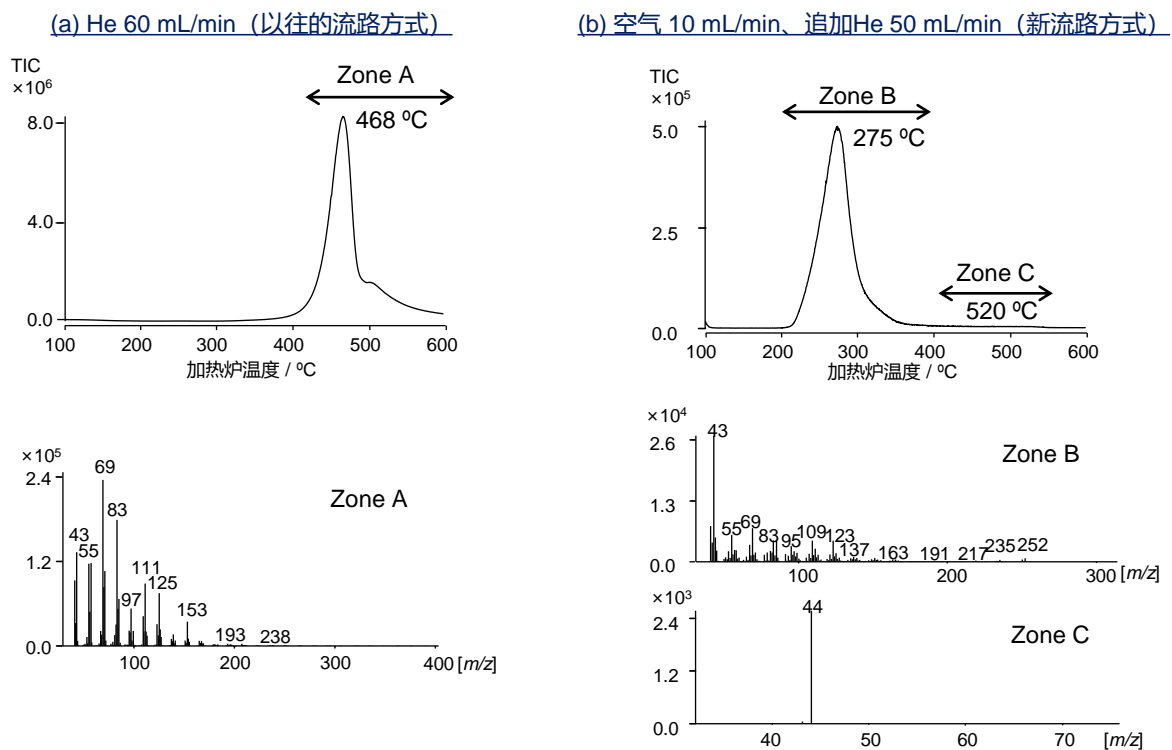 (a) He 60 mL/min（以往的流路方式）
TIC
×10⁶
Zone A
468 ºC
8.0
4.0
0.0
100 200 300 400 500 600
加热炉温度 / ºC
×10⁵
2.4
1.2
0.0
69
83
43
55
111
125
97
153
193
238
Zone A
100 200 300 400 [m/z]
(b) 空气 10 mL/min、追加He 50 mL/min（新流路方式）
TIC
×10⁵
Zone B
275 ºC
5.0
2.5
0.0
Zone C
520 ºC
100 200 300 400 500 600
加热炉温度 / ºC
×10⁴
2.6
1.3
0.0
43
Zone B
55 69 83 95 109 123 137 163 191 217 235 252
100 200 300 [m/z]
×10³
2.4
1.2
0.0
44
Zone C
40 50 60 70 [m/z]